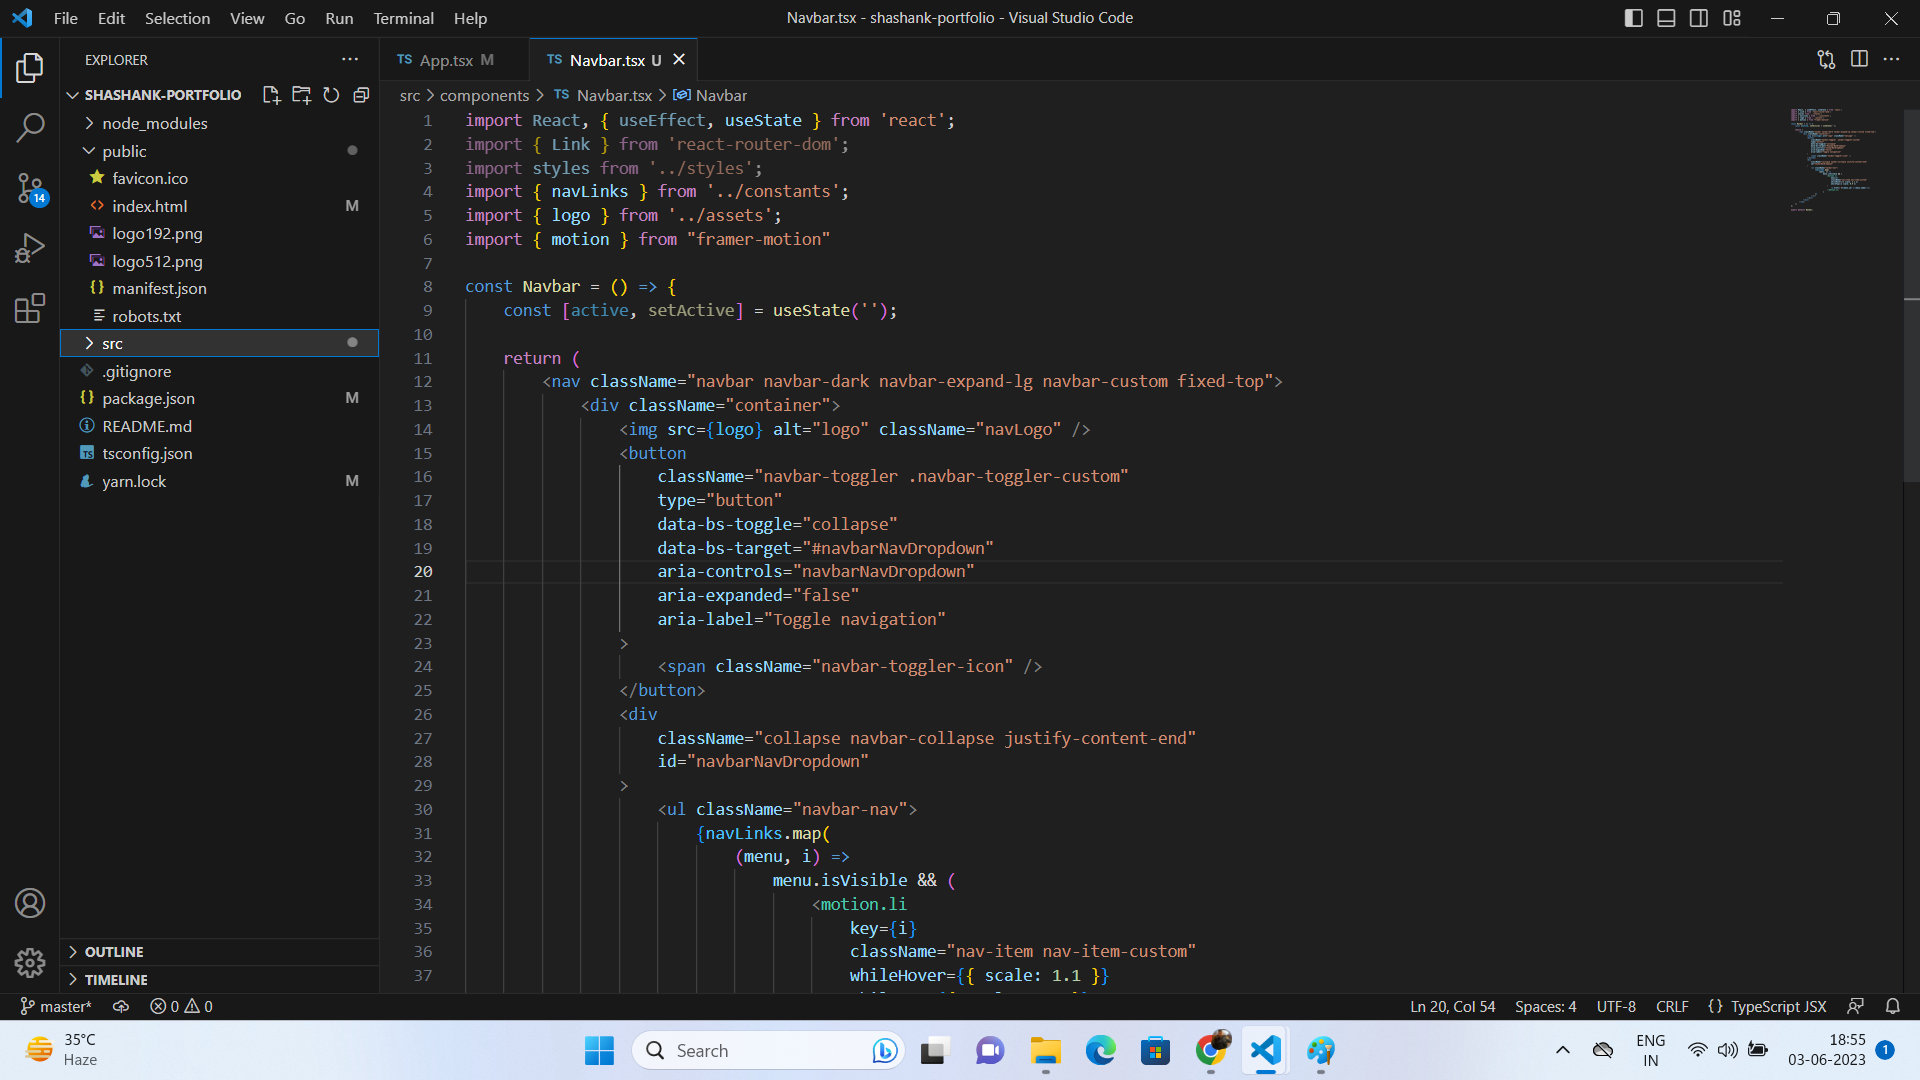 File Edit Selection View Go Run Terminal Help
Navbar.tsx - shashank-portfolio - Visual Studio Code
EXPLORER
SHASHANK-PORTFOLIO
node_modules
public
favicon.ico
index.html M
logo192.png
logo512.png
manifest.json
robots.txt
src
.gitignore
package.json M
README.md
tsconfig.json
yarn.lock M
OUTLINE
TIMELINE
14
TS App.tsx M
TS Navbar.tsx U
src > components > TS Navbar.tsx > Navbar
1 import React, { useEffect, useState } from 'react';
2 import { Link } from 'react-router-dom';
3 import styles from '../styles';
4 import { navLinks } from '../constants';
5 import { logo } from '../assets';
6 import { motion } from "framer-motion"
7
8 const Navbar = () => {
9 const [active, setActive] = useState('');
10
11 return (
12 <nav className="navbar navbar-dark navbar-expand-lg navbar-custom fixed-top">
13 <div className="container">
14 <img src={logo} alt="logo" className="navLogo" />
15 <button
16 className="navbar-toggler .navbar-toggler-custom"
17 type="button"
18 data-bs-toggle="collapse"
19 data-bs-target="#navbarNavDropdown"
20 aria-controls="navbarNavDropdown"
21 aria-expanded="false"
22 aria-label="Toggle navigation"
23 >
24 <span className="navbar-toggler-icon" />
25 </button>
26 <div
27 className="collapse navbar-collapse justify-content-end"
28 id="navbarNavDropdown"
29 >
30 <ul className="navbar-nav">
31 {navLinks.map(
32 (menu, i) =>
33 menu.isVisible && (
34 <motion.li
35 key={i}
36 className="nav-item nav-item-custom"
37 whileHover={{ scale: 1.1 }}
master* 0 0
Ln 20, Col 54 Spaces: 4 UTF-8 CRLF {} TypeScript JSX
35°C
Haze
Search
ENG
IN
18:55
03-06-2023
1